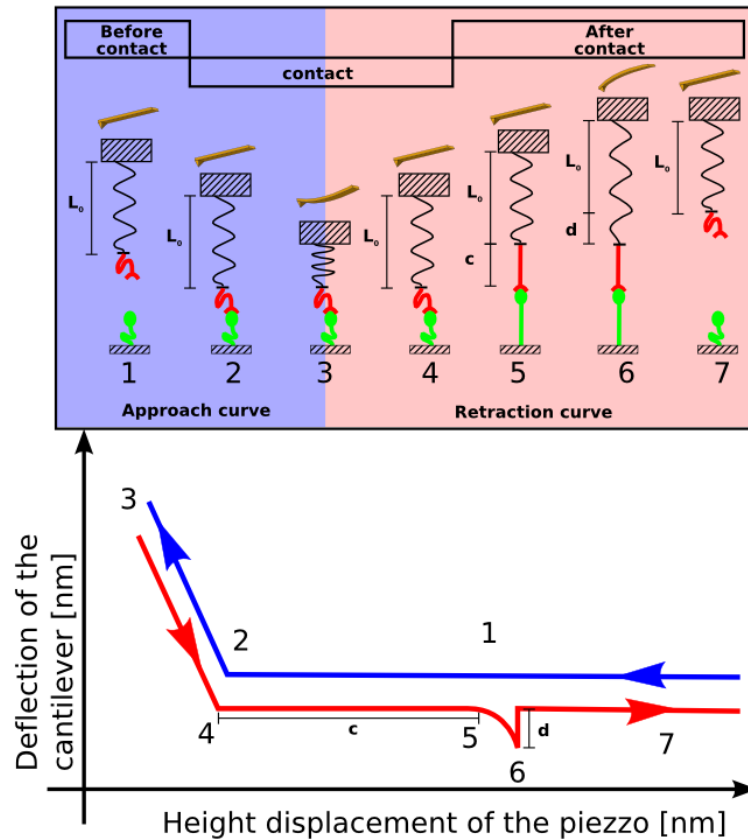 Before
contact
contact
After
contact
L₀
L₀
L₀
L₀
c
L₀
d
L₀
1 2 3 4 5 6 7
Approach curve Retraction curve
Deflection of the
cantilever [nm]
3
2
1
4
c
5
d
6
7
Height displacement of the piezzo [nm]